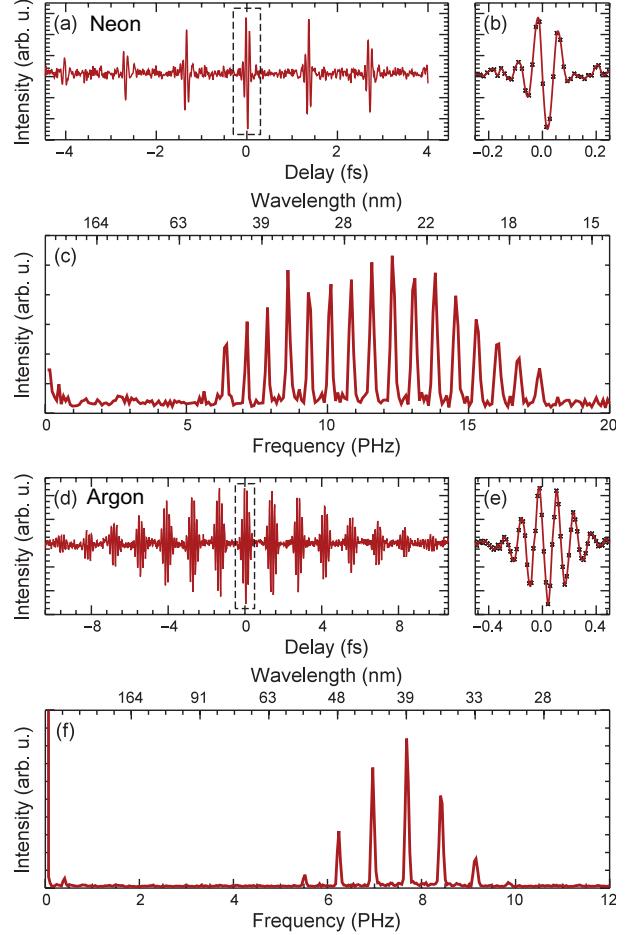 (a) Neon
(b)
Intensity (arb. u.)
−4 −2 0 2 4
−0.2 0.0 0.2
Delay (fs)
Wavelength (nm)
164 63 39 28 22 18 15
(c)
Intensity (arb. u.)
0 5 10 15 20
Frequency (PHz)
(d) Argon
(e)
Intensity (arb. u.)
−8 −4 0 4 8
−0.4 0.0 0.4
Delay (fs)
Wavelength (nm)
164 91 63 48 39 33 28
(f)
Intensity (arb. u.)
0 2 4 6 8 10 12
Frequency (PHz)